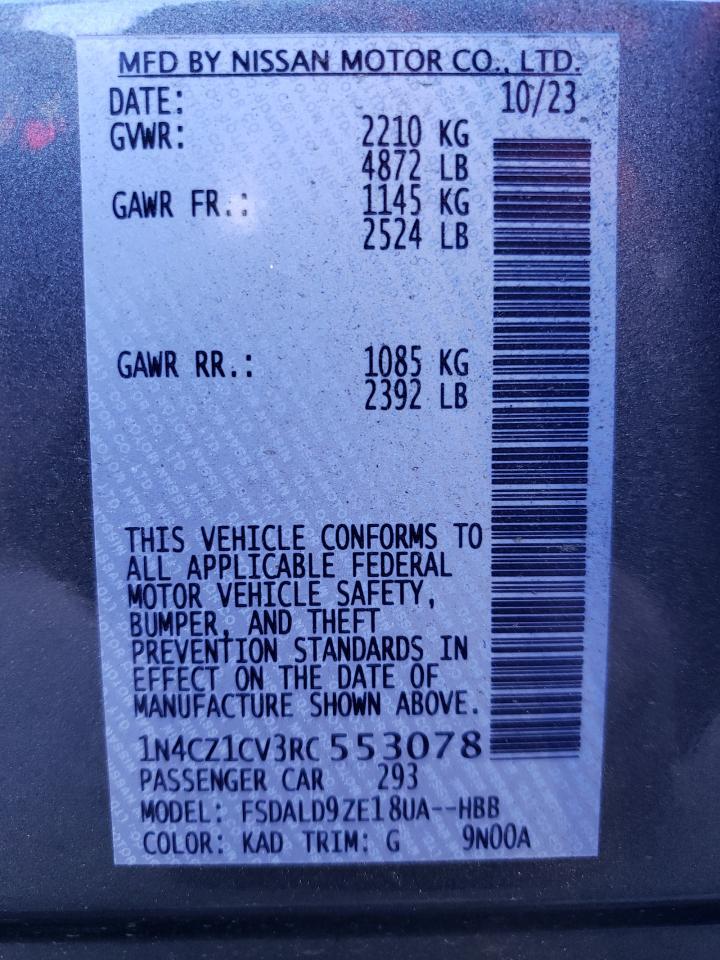 MFD BY NISSAN MOTOR CO., LTD.
DATE: 10/23
GVWR: 2210 KG
4872 LB
GAWR FR.: 1145 KG
2524 LB
GAWR RR.: 1085 KG
2392 LB
THIS VEHICLE CONFORMS TO
ALL APPLICABLE FEDERAL
MOTOR VEHICLE SAFETY,
BUMPER, AND THEFT
PREVENTION STANDARDS IN
EFFECT ON THE DATE OF
MANUFACTURE SHOWN ABOVE.
1N4CZ1CV3RC553078
PASSENGER CAR 293
MODEL: FSDALD9ZE18UA--HBB
COLOR: KAD TRIM: G 9N00A